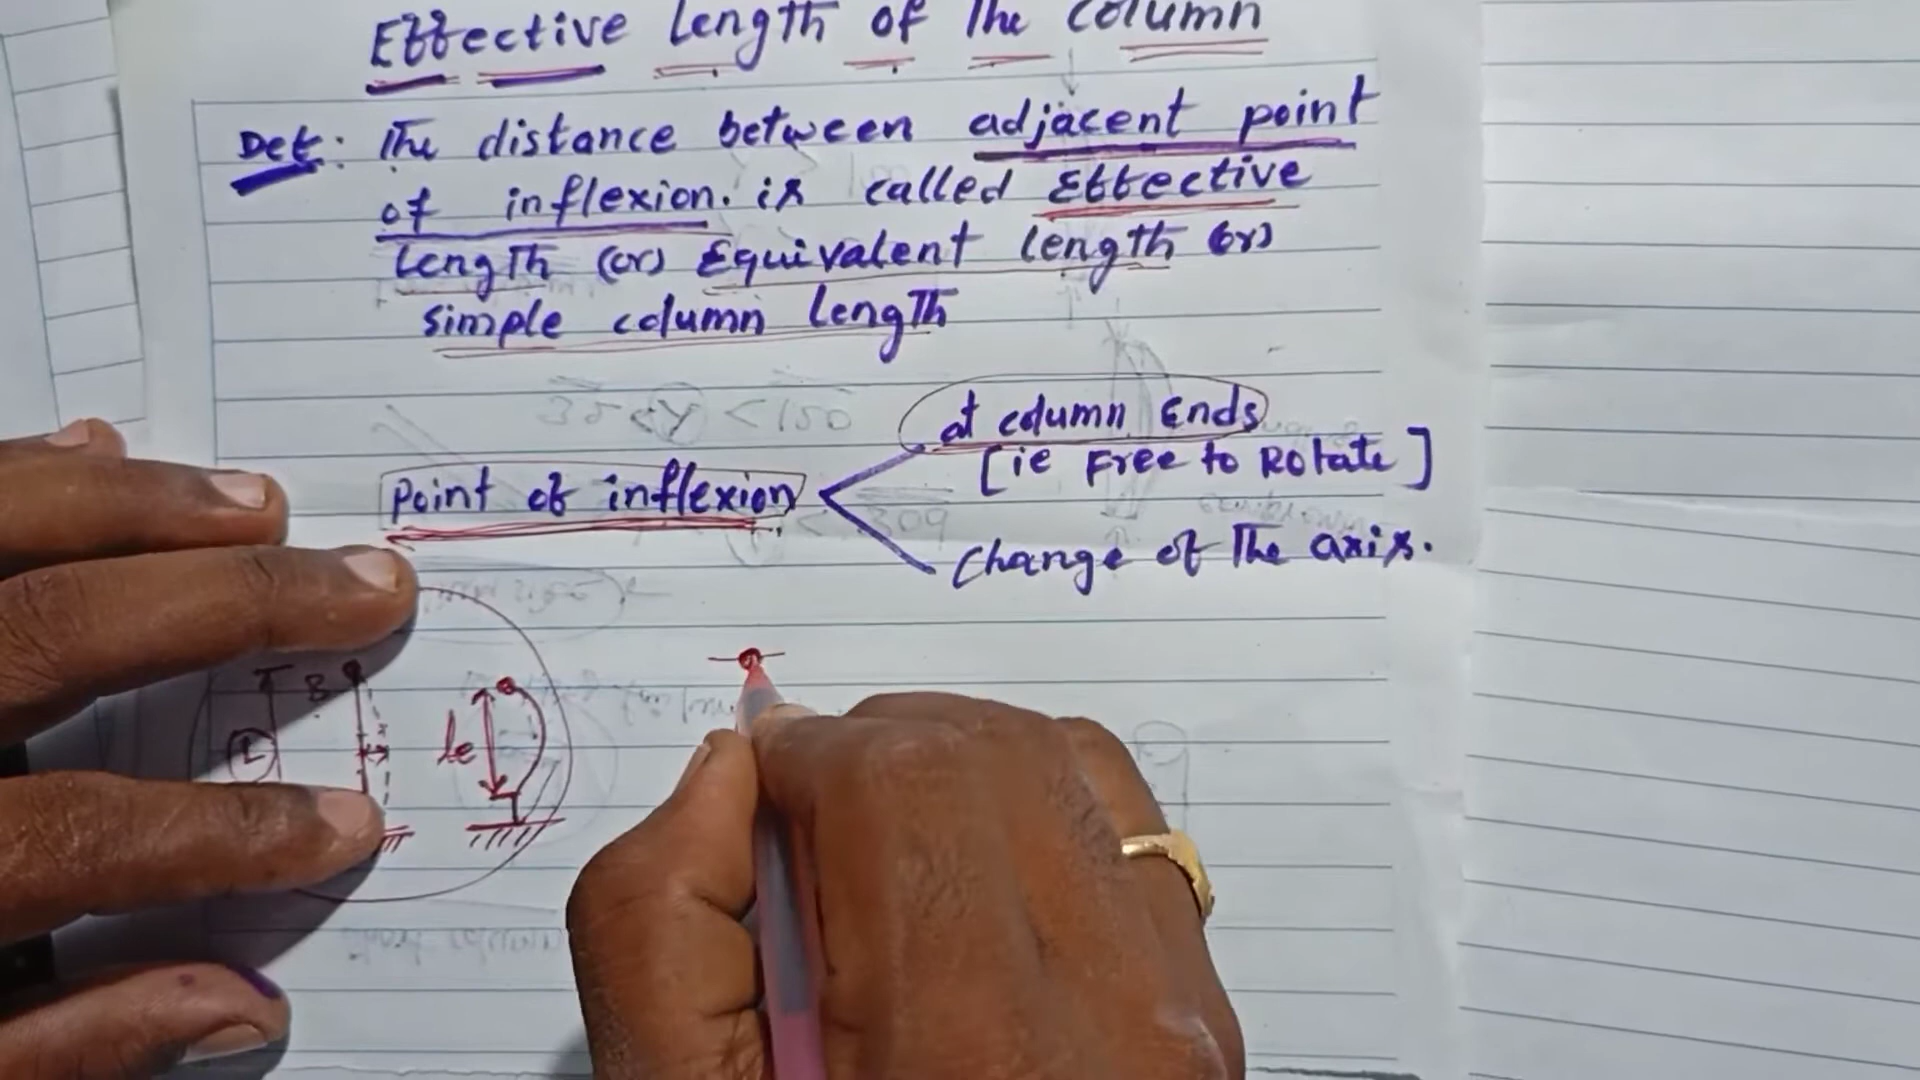 Effective Length of The column
Def: The distance between adjacent point
of inflexion. is called Effective
Length (or) Equivalent length (or)
simple column length
at column Ends
[ie Free to Rotate]
Point of inflexion
Change of The axis.
B
L
le